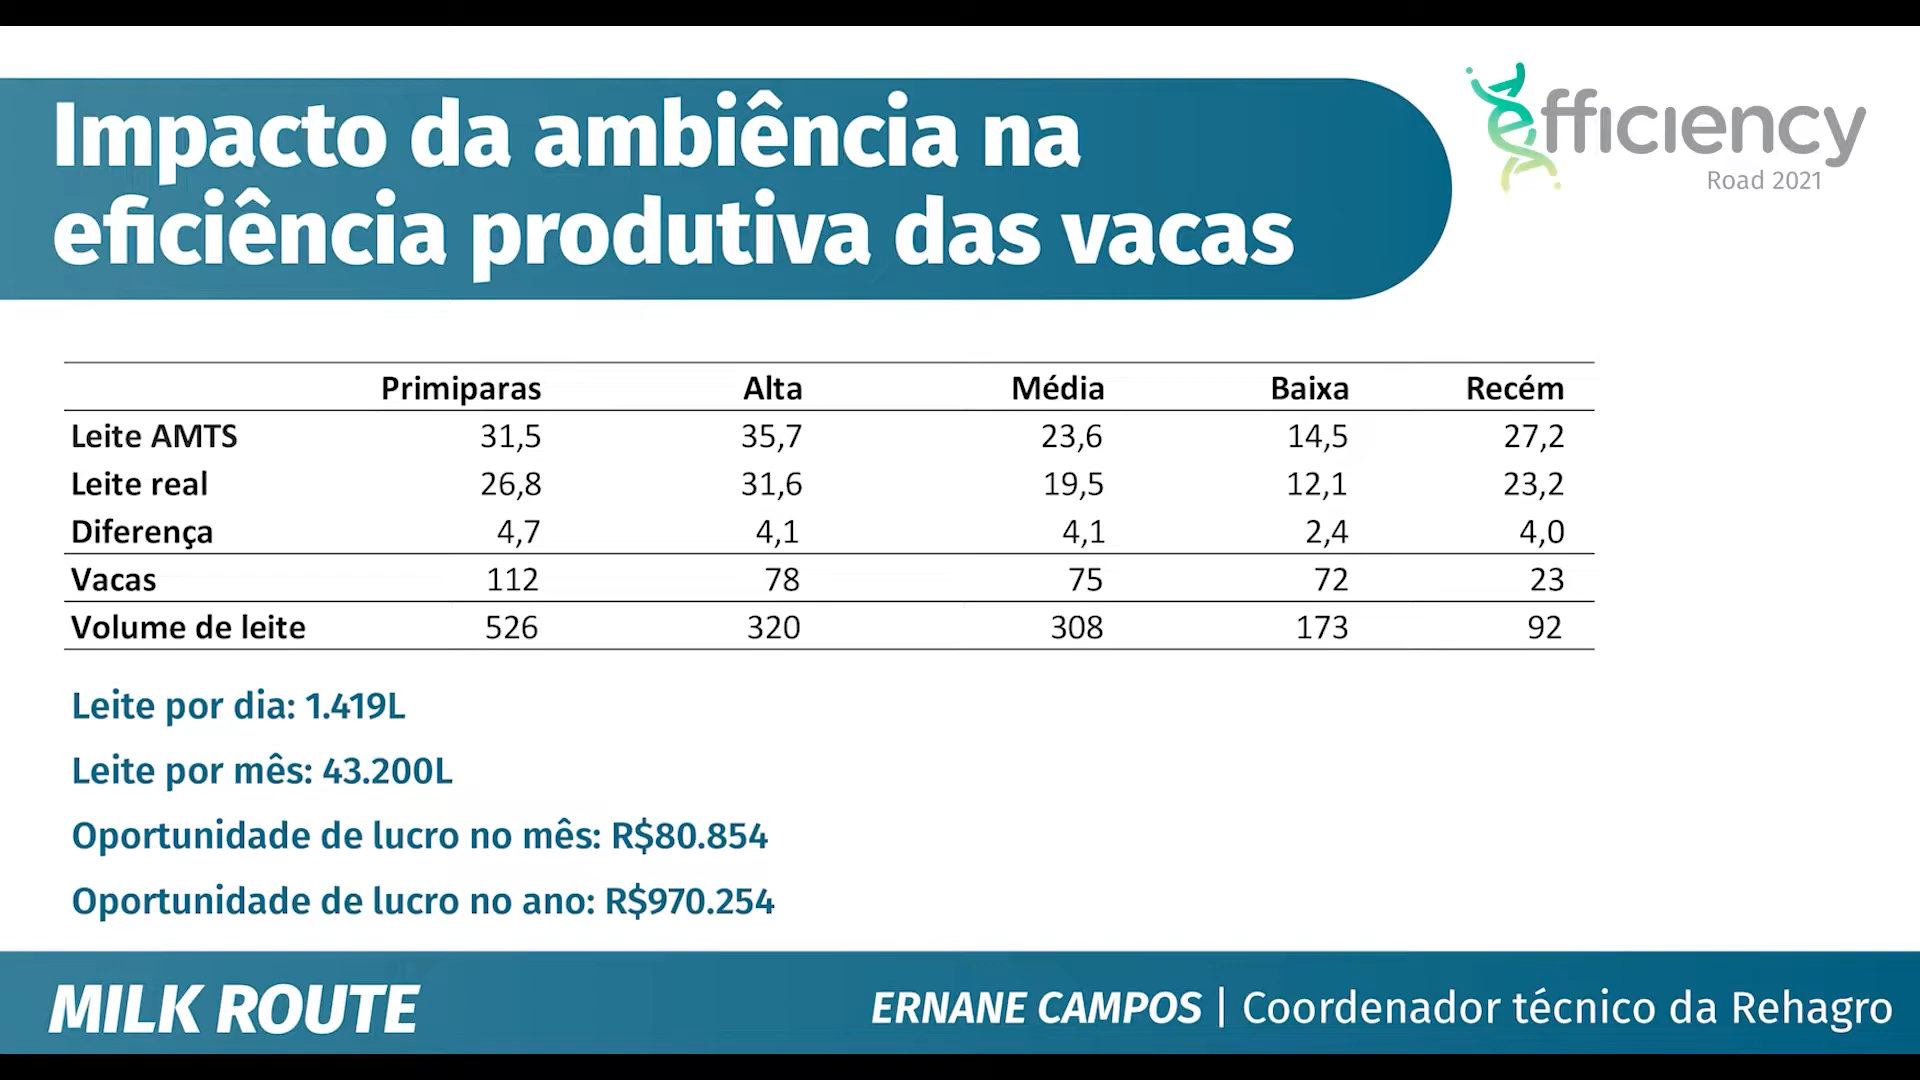 Impacto da ambiência na
eficiência produtiva das vacas
efficiency
Road 2021
Primiparas Alta Média Baixa Recém
Leite AMTS 31,5 35,7 23,6 14,5 27,2
Leite real 26,8 31,6 19,5 12,1 23,2
Diferença 4,7 4,1 4,1 2,4 4,0
Vacas 112 78 75 72 23
Volume de leite 526 320 308 173 92
Leite por dia: 1.419L
Leite por mês: 43.200L
Oportunidade de lucro no mês: R$80.854
Oportunidade de lucro no ano: R$970.254
MILK ROUTE
ERNANE CAMPOS | Coordenador técnico da Rehagro